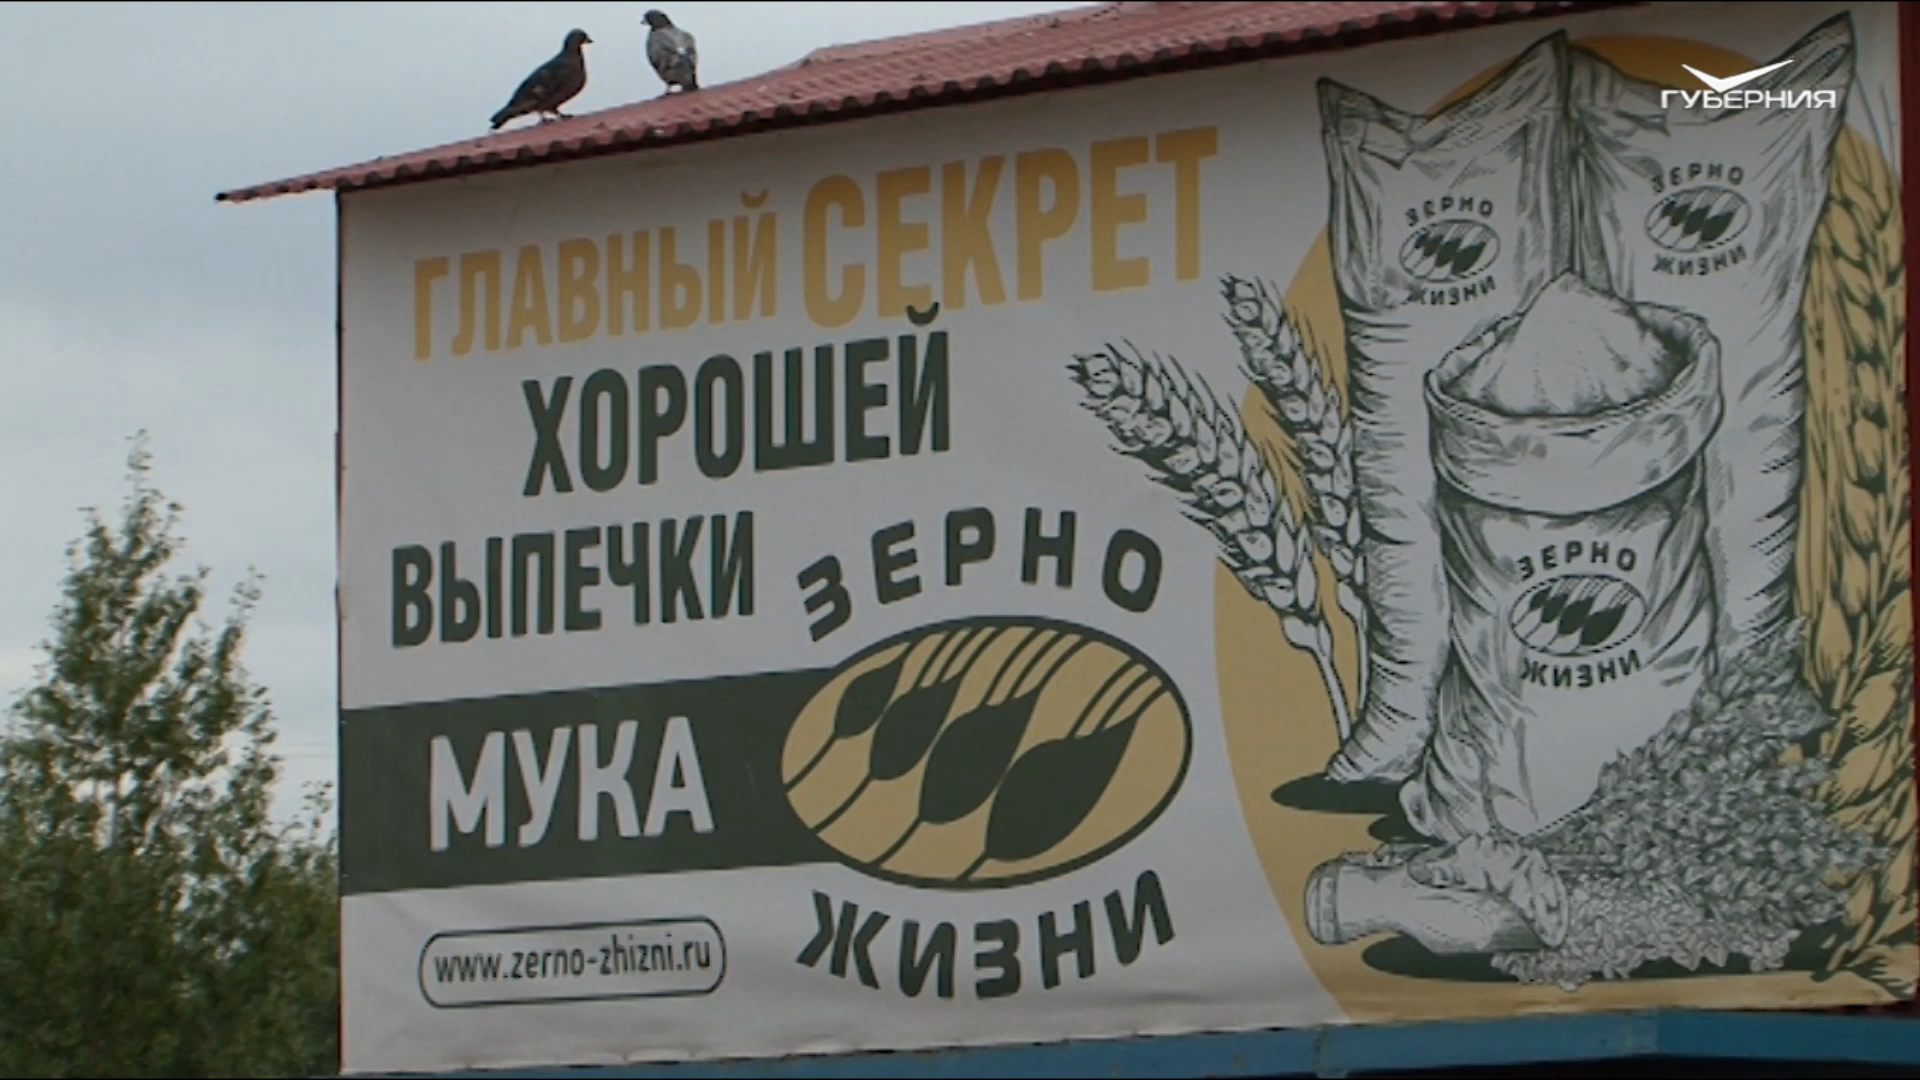 ГУБЕРНИЯ
ГЛАВНЫЙ СЕКРЕТ
ХОРОШЕЙ
ВЫПЕЧКИ
МУКА
ЗЕРНО
ЖИЗНИ
www.zerno-zhizni.ru
ЗЕРНО
ЖИЗНИ
ЗЕРНО
ЖИЗНИ
ЗЕРНО
ЖИЗНИ